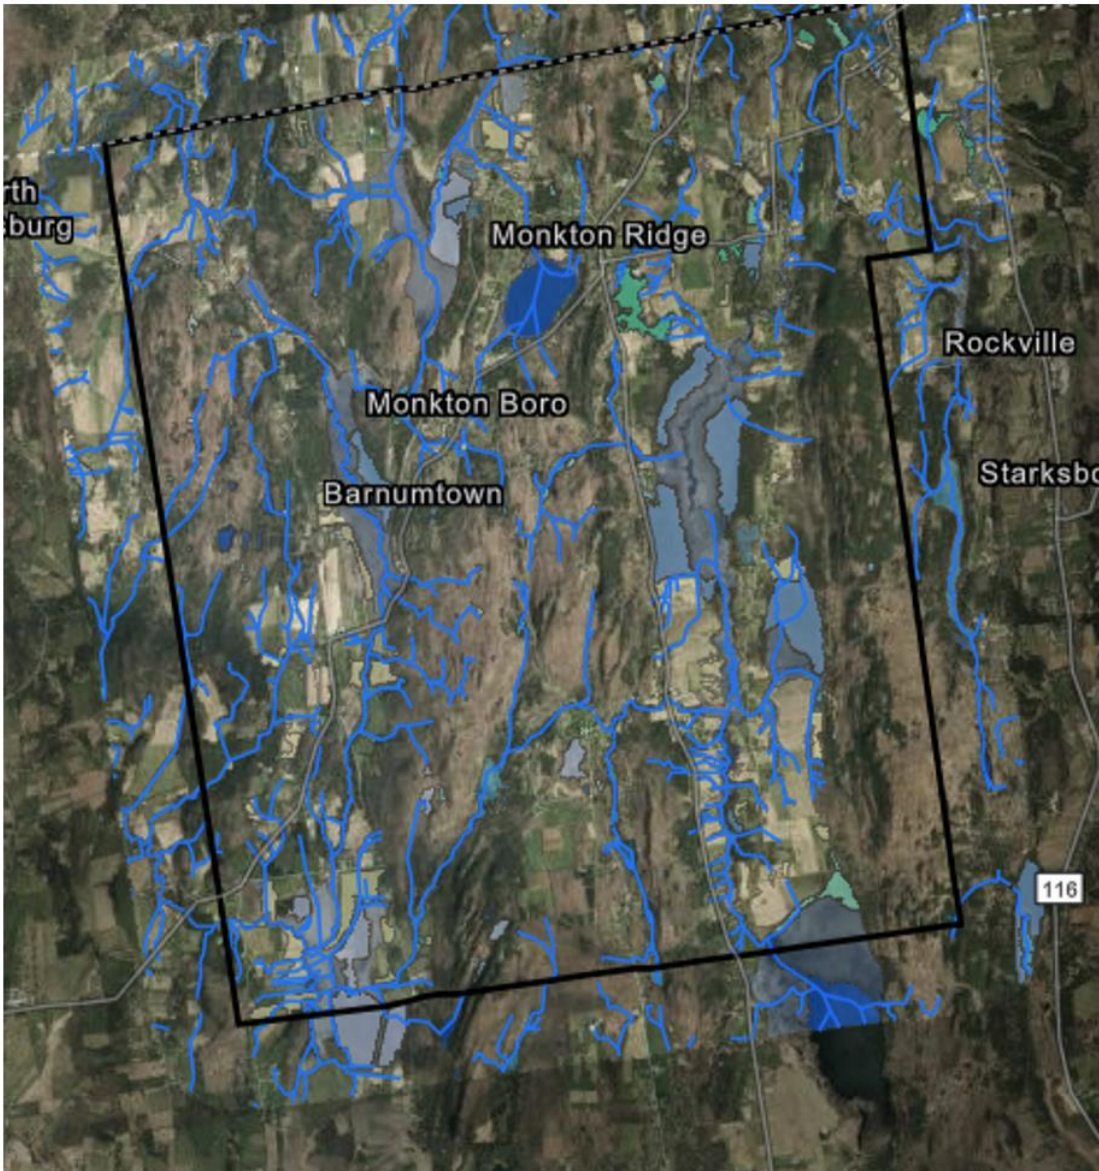 rth
sburg
Monkton Ridge
Rockville
Monkton Boro
Starksbo
Barnumtown
116